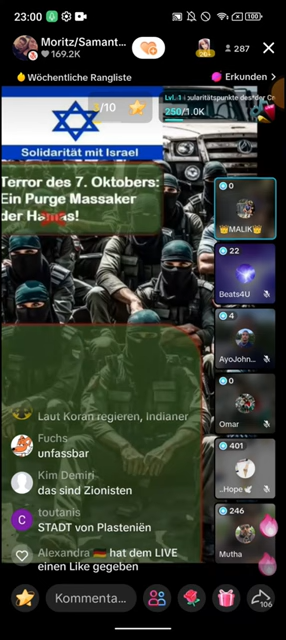 23:00
100
Moritz/Samant...
169.2K
287
Wöchentliche Rangliste
Erkunden
/10
Lvl. 1
250/1.0K
Solidarität mit Israel
Terror des 7. Oktobers:
Ein Purge Massaker
der Hamas!
0
MALIK
22
Beats4U
4
AyoJohn...
0
Omar
401
..Hope
246
Mutha
Laut Koran regieren, Indianer
Fuchs
unfassbar
Kim Demiri
das sind Zionisten
C
toutanis
STADT von Plasteniën
Alexandra 🇩🇪 hat dem LIVE
einen Like gegeben
Kommenta...
106